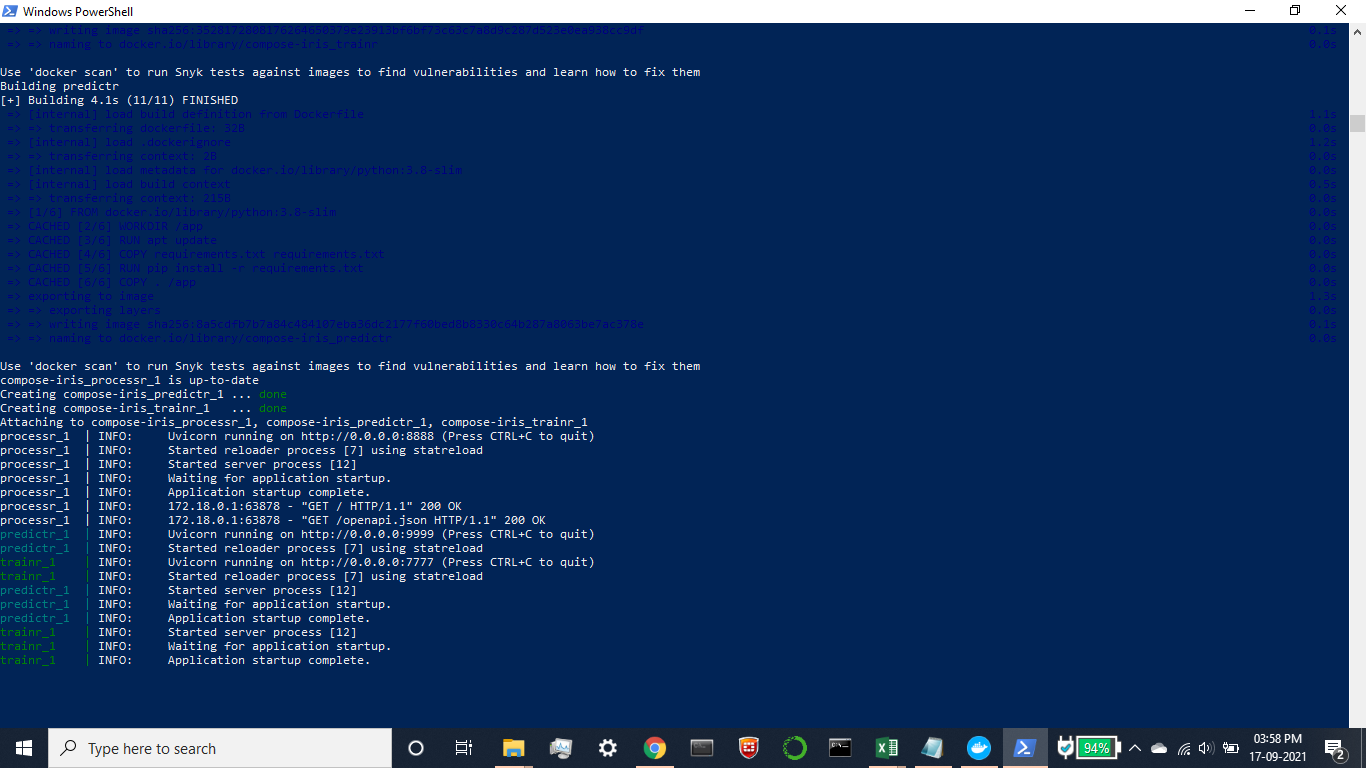 Windows PowerShell
=> => naming to docker.io/library/compose-iris_trainr 0.0s
Use 'docker scan' to run Snyk tests against images to find vulnerabilities and learn how to fix them
Building predictr
[+] Building 4.1s (11/11) FINISHED
=> [internal] load build definition from Dockerfile 1.1s
=> => transferring dockerfile: 32B 0.0s
=> [internal] load .dockerignore 1.2s
=> => transferring context: 2B 0.0s
=> [internal] load metadata for docker.io/library/python:3.8-slim 0.0s
=> [internal] load build context 0.5s
=> => transferring context: 215B 0.0s
=> [1/6] FROM docker.io/library/python:3.8-slim 0.0s
=> CACHED [2/6] WORKDIR /app 0.0s
=> CACHED [3/6] RUN apt update 0.0s
=> CACHED [4/6] COPY requirements.txt requirements.txt 0.0s
=> CACHED [5/6] RUN pip install -r requirements.txt 0.0s
=> CACHED [6/6] COPY . /app 0.0s
=> exporting to image 1.3s
=> => exporting layers 0.0s
=> => writing image 0.1s
=> => naming to docker.io/library/compose-iris_predictr 0.0s
Use 'docker scan' to run Snyk tests against images to find vulnerabilities and learn how to fix them
compose-iris_processr_1 is up-to-date
Creating compose-iris_predictr_1 ... done
Creating compose-iris_trainr_1   ... done
Attaching to compose-iris_processr_1, compose-iris_predictr_1, compose-iris_trainr_1
processr_1  | INFO:     Uvicorn running on http://0.0.0.0:8888 (Press CTRL+C to quit)
processr_1  | INFO:     Started reloader process [7] using statreload
processr_1  | INFO:     Started server process [12]
processr_1  | INFO:     Waiting for application startup.
processr_1  | INFO:     Application startup complete.
processr_1  | INFO:     172.18.0.1:63878 - "GET / HTTP/1.1" 200 OK
processr_1  | INFO:     172.18.0.1:63878 - "GET /openapi.json HTTP/1.1" 200 OK
predictr_1  | INFO:     Uvicorn running on http://0.0.0.0:9999 (Press CTRL+C to quit)
predictr_1  | INFO:     Started reloader process [7] using statreload
trainr_1    | INFO:     Uvicorn running on http://0.0.0.0:7777 (Press CTRL+C to quit)
trainr_1    | INFO:     Started reloader process [7] using statreload
predictr_1  | INFO:     Started server process [12]
predictr_1  | INFO:     Waiting for application startup.
predictr_1  | INFO:     Application startup complete.
trainr_1    | INFO:     Started server process [12]
trainr_1    | INFO:     Waiting for application startup.
trainr_1    | INFO:     Application startup complete.
Type here to search
94%
03:58 PM
17-09-2021
2